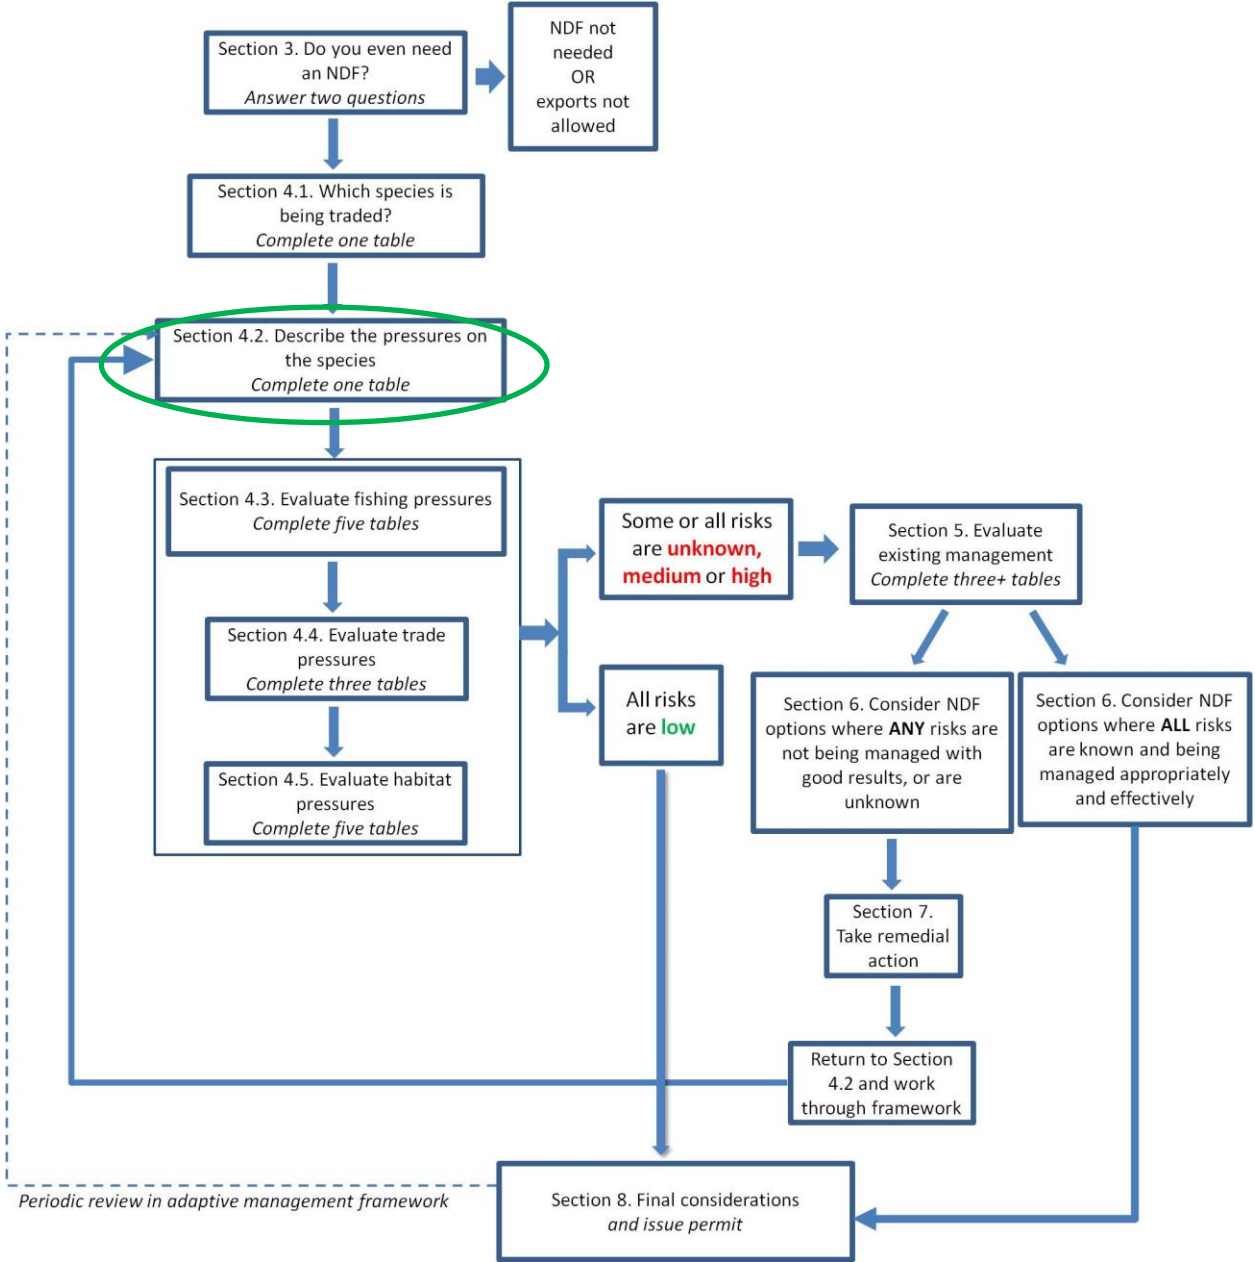 Section 3. Do you even need
an NDF?
Answer two questions
NDF not
needed
OR
exports not
allowed
Section 4.1. Which species is
being traded?
Complete one table
Section 4.2. Describe the pressures on
the species
Complete one table
Section 4.3. Evaluate fishing pressures
Complete five tables
Section 4.4. Evaluate trade
pressures
Complete three tables
Section 4.5. Evaluate habitat
pressures
Complete five tables
Some or all risks
are unknown,
medium or high
All risks
are low
Section 5. Evaluate
existing management
Complete three+ tables
Section 6. Consider NDF
options where ANY risks are
not being managed with
good results, or are
unknown
Section 6. Consider NDF
options where ALL risks
are known and being
managed appropriately
and effectively
Section 7.
Take remedial
action
Return to Section
4.2 and work
through framework
Periodic review in adaptive management framework
Section 8. Final considerations
and issue permit